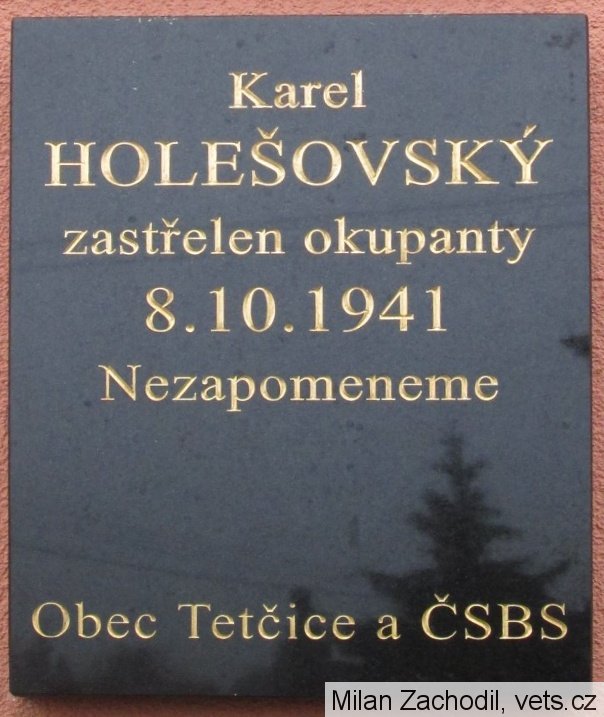 Karel
HOLEŠOVSKÝ
zastřelen okupanty
8.10.1941
Nezapomeneme
Obec Tetčice a ČSBS
Milan Zachodil, vets.cz